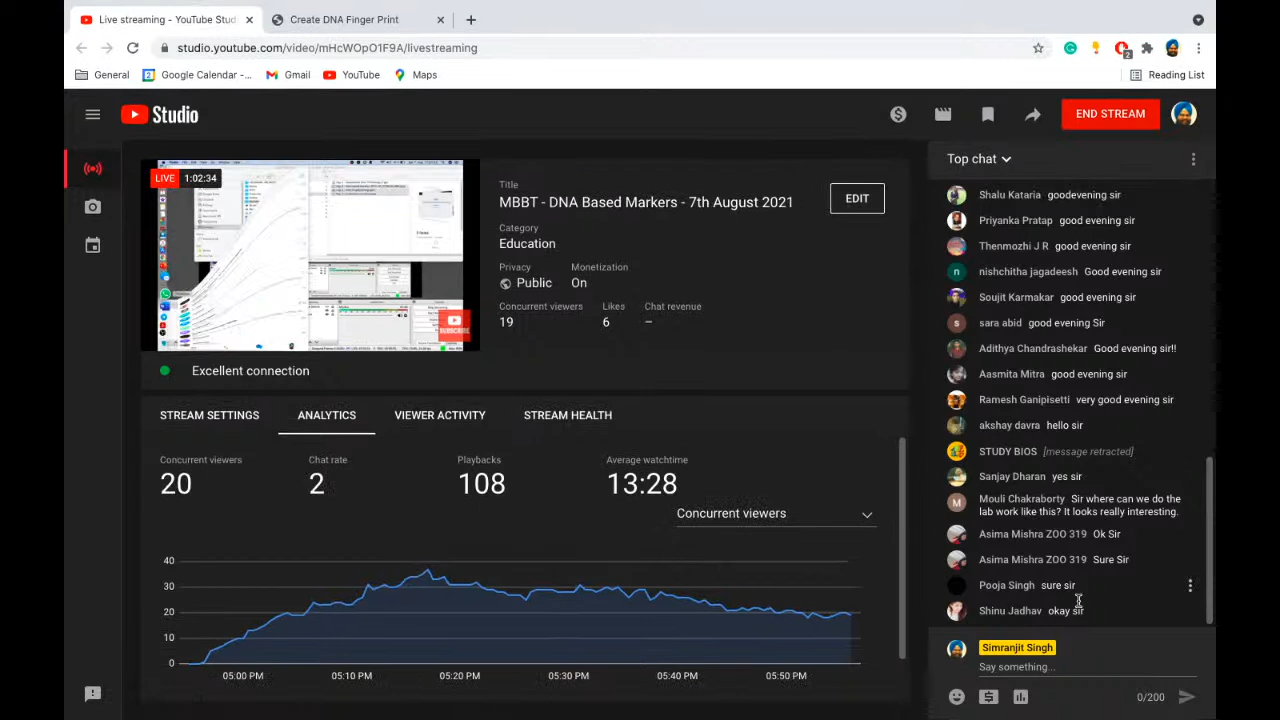 Live streaming - YouTube Stud
Create DNA Finger Print
studio.youtube.com/video/mHcWOpO1F9A/livestreaming
2
General
Google Calendar -...
Gmail
YouTube
Maps
Reading List
Studio
END STREAM
LIVE 1:02:34
SUBSCRIBE
Title
MBBT - DNA Based Markers - 7th August 2021
EDIT
Category
Education
Privacy
Monetization
Public
On
Concurrent viewers
Likes
Chat revenue
19
6
–
Excellent connection
STREAM SETTINGS
ANALYTICS
VIEWER ACTIVITY
STREAM HEALTH
Concurrent viewers
Chat rate
Playbacks
Average watchtime
20
2
108
13:28
Concurrent viewers
40
30
20
10
0
05:00 PM
05:10 PM
05:20 PM
05:30 PM
05:40 PM
05:50 PM
Top chat
Shalu Kataria goodevening sir
Priyanka Pratap good evening sir
Thenmozhi J R good evening sir
nishchitha jagadeesh Good evening sir
Soujit Karmakar good evening sir
sara abid good evening Sir
Adithya Chandrashekar Good evening sir!!
Aasmita Mitra good evening sir
Ramesh Ganipisetti very good evening sir
akshay davra hello sir
STUDY BIOS [message retracted]
Sanjay Dharan yes sir
Mouli Chakraborty Sir where can we do the
lab work like this? It looks really interesting.
Asima Mishra ZOO 319 Ok Sir
Asima Mishra ZOO 319 Sure Sir
Pooja Singh sure sir
Shinu Jadhav okay sir
Simranjit Singh
Say something...
0/200